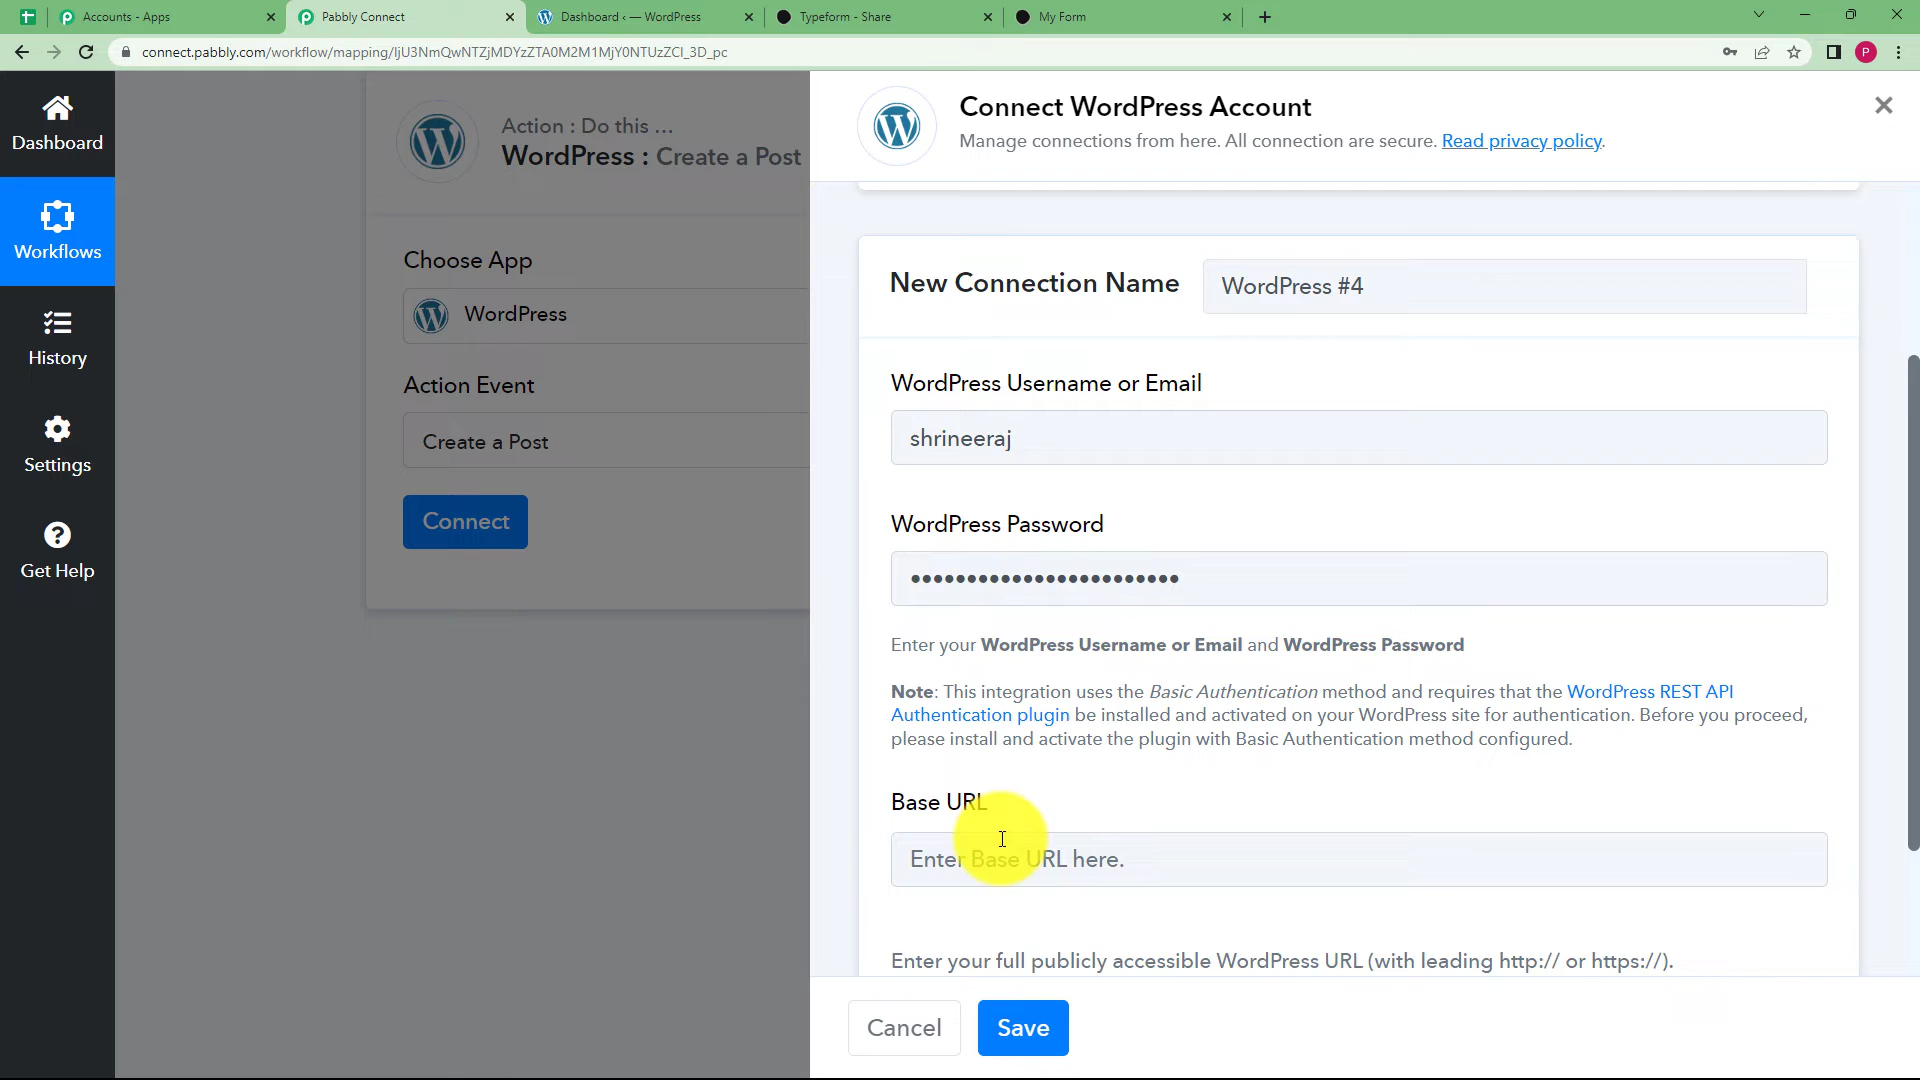 Accounts - Apps
Pabbly Connect
Dashboard ‹ — WordPress
Typeform - Share
My Form
connect.pabbly.com/workflow/mapping/IjU3NmQwNTZjMDYzZTA0M2M1MjY0NTUzZCI_3D_pc
P
Dashboard
Workflows
History
Settings
Get Help
Action : Do this ...
WordPress : Create a Post
Choose App
WordPress
Action Event
Create a Post
Connect
Connect WordPress Account
Manage connections from here. All connection are secure. Read privacy policy.
New Connection Name
WordPress #4
WordPress Username or Email
shrineeraj
WordPress Password
Enter your WordPress Username or Email and WordPress Password
Note: This integration uses the Basic Authentication method and requires that the WordPress REST API
Authentication plugin be installed and activated on your WordPress site for authentication. Before you proceed,
please install and activate the plugin with Basic Authentication method configured.
Base URL
Enter Base URL here.
Enter your full publicly accessible WordPress URL (with leading http:// or https://).
Cancel
Save